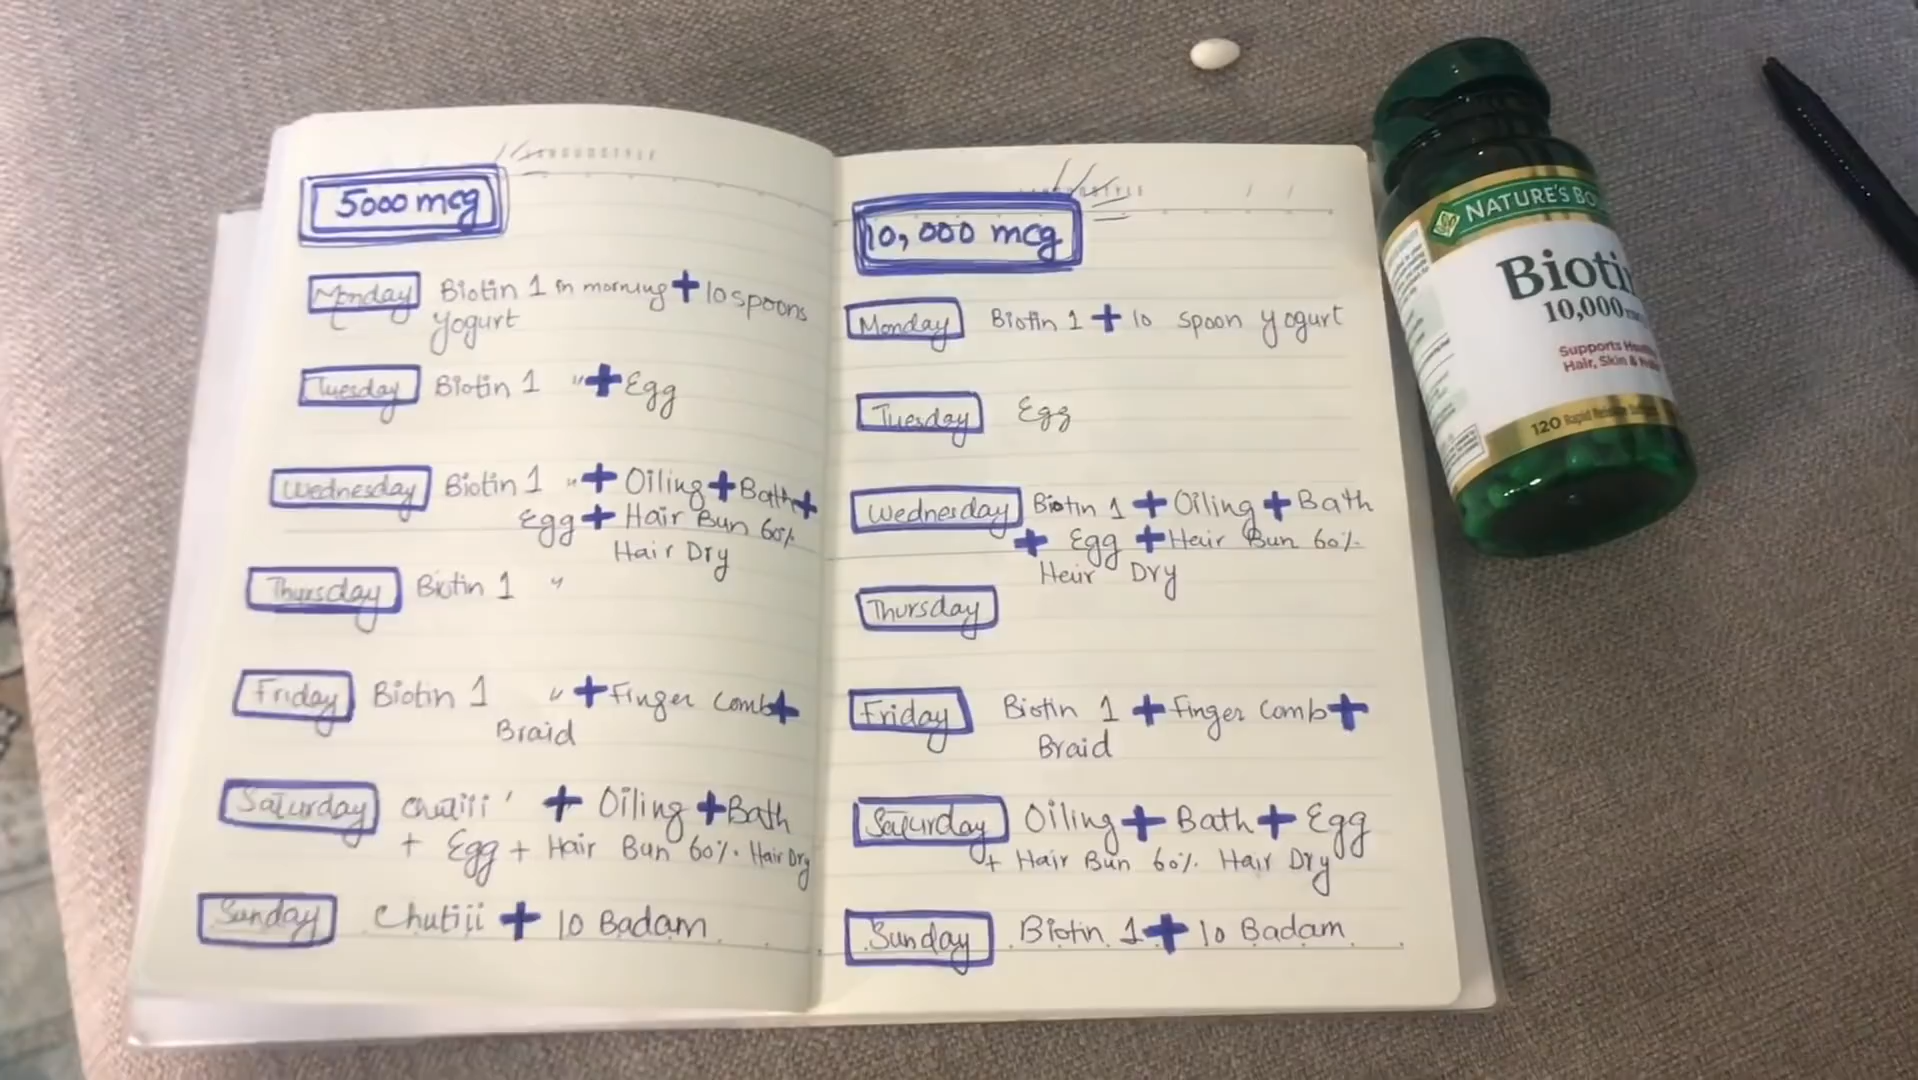 5000 mcg
Monday Biotin 1 in morning + 10 spoons
Yogurt
Tuesday Biotin 1 " + Egg
Wednesday Biotin 1 " + Oiling + Bath +
Egg + Hair Bun 60%
Hair Dry
Thursday Biotin 1 "
Friday Biotin 1 " + Finger Comb +
Braid
Saturday + Oiling + Bath
+ Egg + Hair Bun 60%. Hair Dry
Sunday Chutiii + 10 Badam
10,000 mcg
Monday Biotin 1 + 10 spoon yogurt
Tuesday Egg
Wednesday Biotin 1 + Oiling + Bath
+ Egg + Hair Bun 60%.
Heir Dry
Thursday
Friday Biotin 1 + Finger Comb +
Braid
Saturday Oiling + Bath + Egg
+ Hair Bun 60%. Hair Dry
Sunday Biotin 1 + 10 Badam
NATURE'S BO
Biotin
10,000
Supports
Hair, Skin &
120 Rapid Release